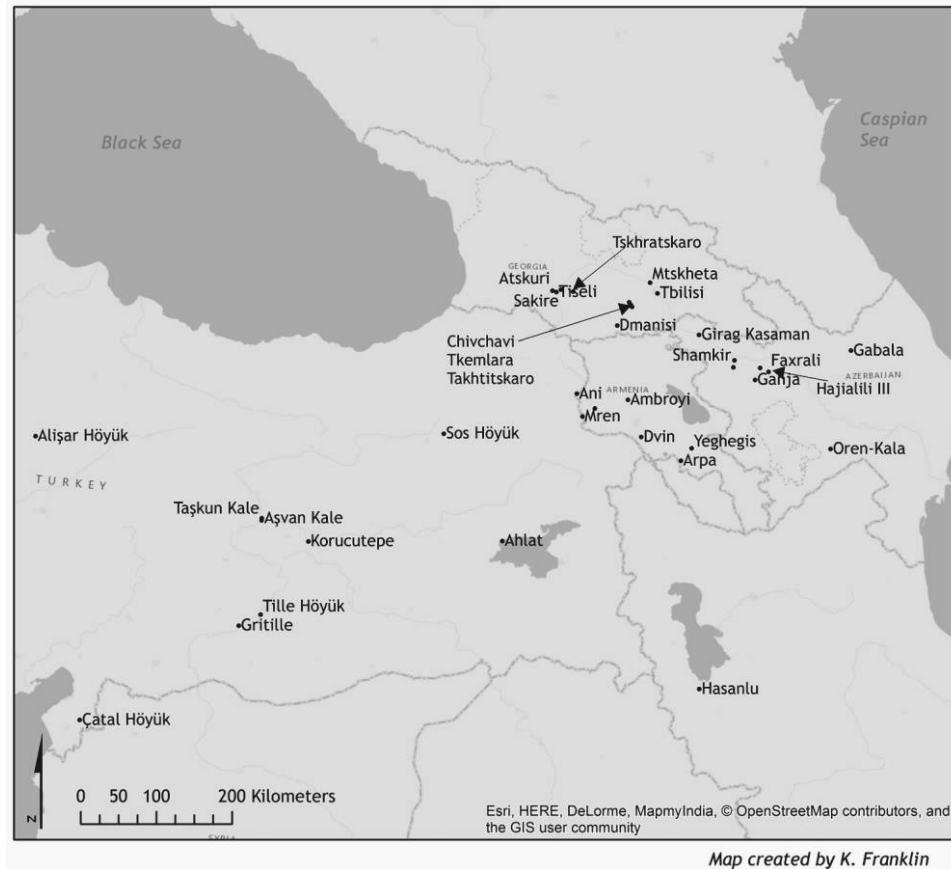 Black Sea
Caspian
Sea
Tskhratskaro
GEORGIA
Atskuri
Mtskheta
Sakire
Tiseli
Tbilisi
Chivchavi
Tkemlara
Takhtitskaro
Dmanisi
Girag Kasaman
Shamkir
Faxrali
Gabala
AZERBAIJAN
Ganja
Hajialili III
Ani
ARMENIA
Ambroyi
Mren
Alişar Höyük
Sos Höyük
Dvin
Yeghegis
Oren-Kala
Arpa
TURKEY
Taşkun Kale
Aşvan Kale
Korucutepe
Ahlat
Tille Höyük
Gritille
Hasanlu
Çatal Höyük
N
0 50 100 200 Kilometers
Esri, HERE, DeLorme, MapmyIndia, © OpenStreetMap contributors, and
the GIS user community
Map created by K. Franklin